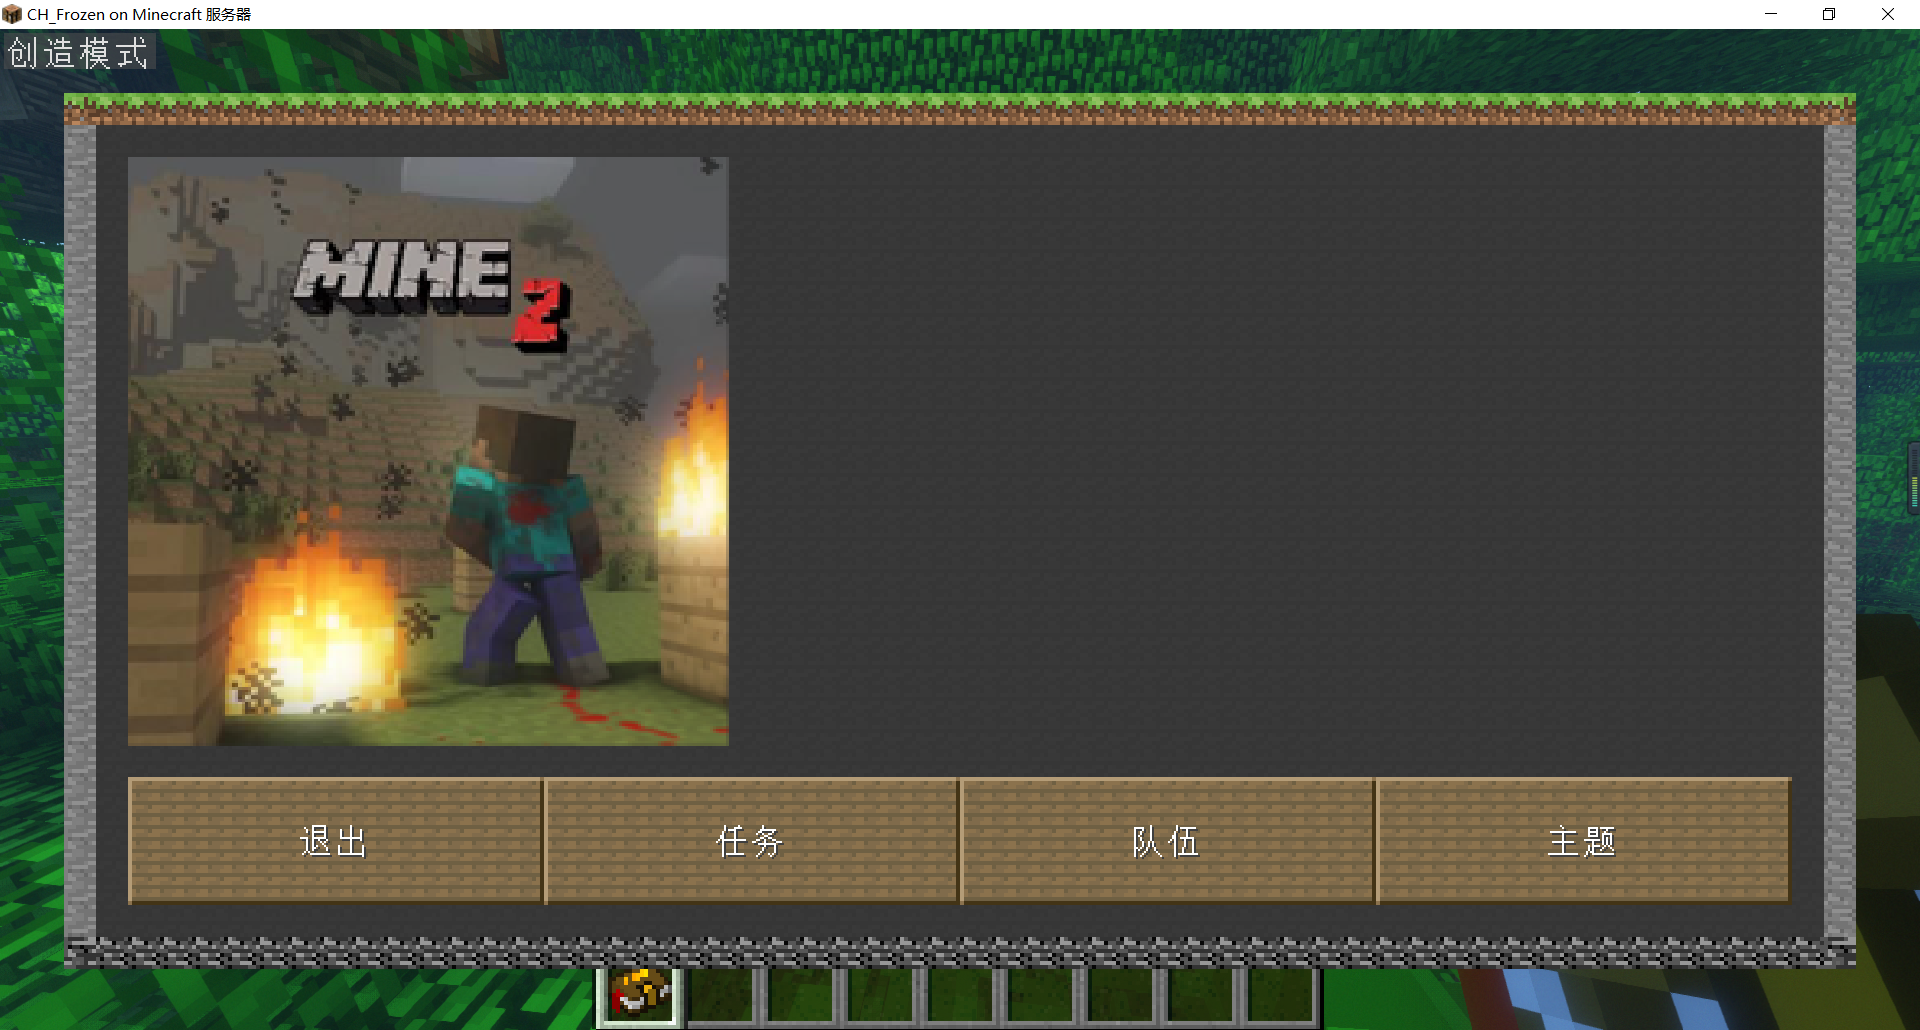 CH_Frozen on Minecraft 服务器
创造模式
MINE
2
退出
任务
队伍
主题